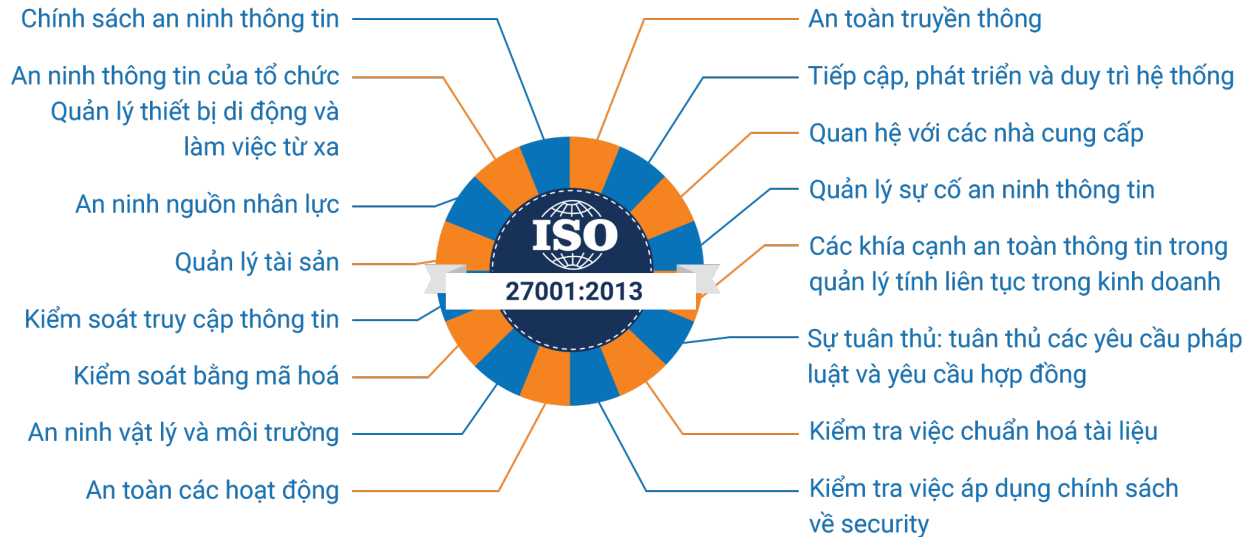 Chính sách an ninh thông tin
An ninh thông tin của tổ chức
Quản lý thiết bị di động và
làm việc từ xa
An ninh nguồn nhân lực
Quản lý tài sản
Kiểm soát truy cập thông tin
Kiểm soát bằng mã hoá
An ninh vật lý và môi trường
An toàn các hoạt động
ISO
27001:2013
An toàn truyền thông
Tiếp cập, phát triển và duy trì hệ thống
Quan hệ với các nhà cung cấp
Quản lý sự cố an ninh thông tin
Các khía cạnh an toàn thông tin trong
quản lý tính liên tục trong kinh doanh
Sự tuân thủ: tuân thủ các yêu cầu pháp
luật và yêu cầu hợp đồng
Kiểm tra việc chuẩn hoá tài liệu
Kiểm tra việc áp dụng chính sách
về security